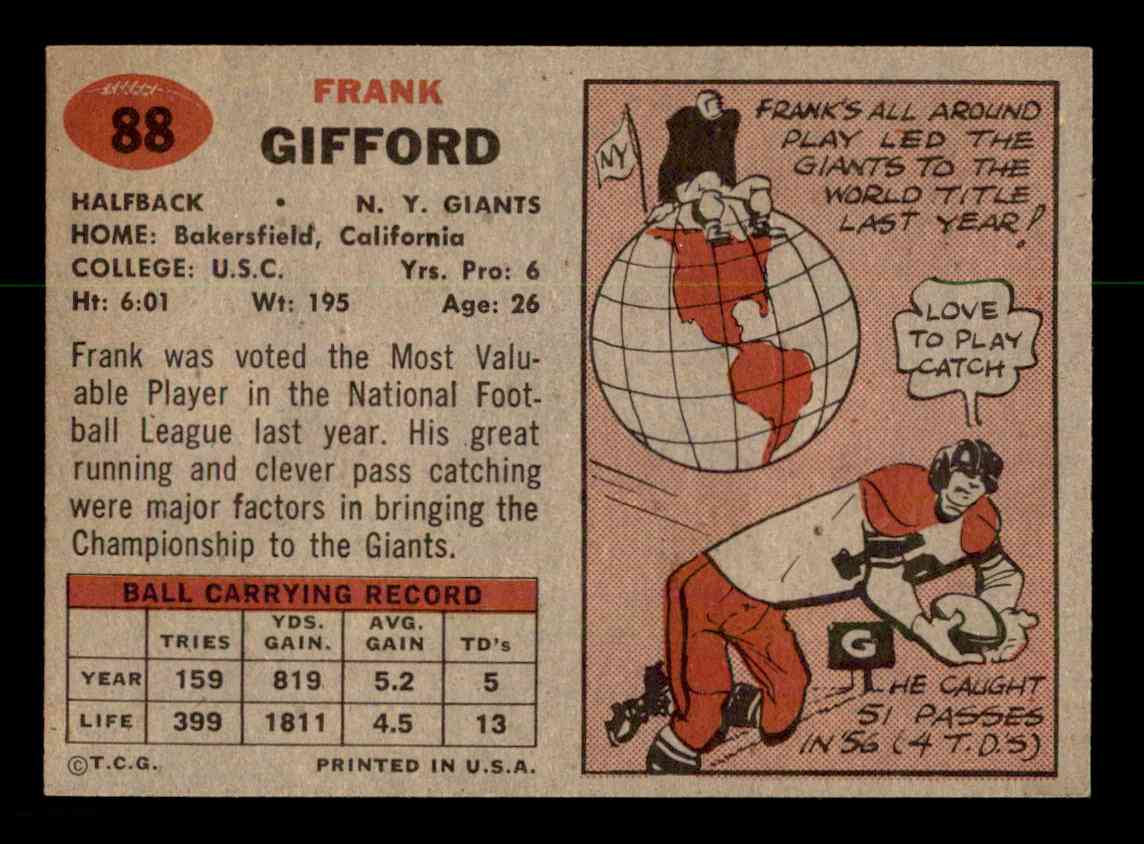 88
FRANK
GIFFORD
HALFBACK • N. Y. GIANTS
HOME: Bakersfield, California
COLLEGE: U.S.C. Yrs. Pro: 6
Ht: 6:01 Wt: 195 Age: 26
Frank was voted the Most Valu-
able Player in the National Foot-
ball League last year. His great
running and clever pass catching
were major factors in bringing the
Championship to the Giants.
BALL CARRYING RECORD
TRIES YDS. GAIN. AVG. GAIN TD's
YEAR 159 819 5.2 5
LIFE 399 1811 4.5 13
©T.C.G. PRINTED IN U.S.A.
NY
FRANK'S ALL AROUND
PLAY LED THE
GIANTS TO THE
WORLD TITLE
LAST YEAR!
LOVE
TO PLAY
CATCH
G
HE CAUGHT
51 PASSES
IN '56 (4 T.D.S)